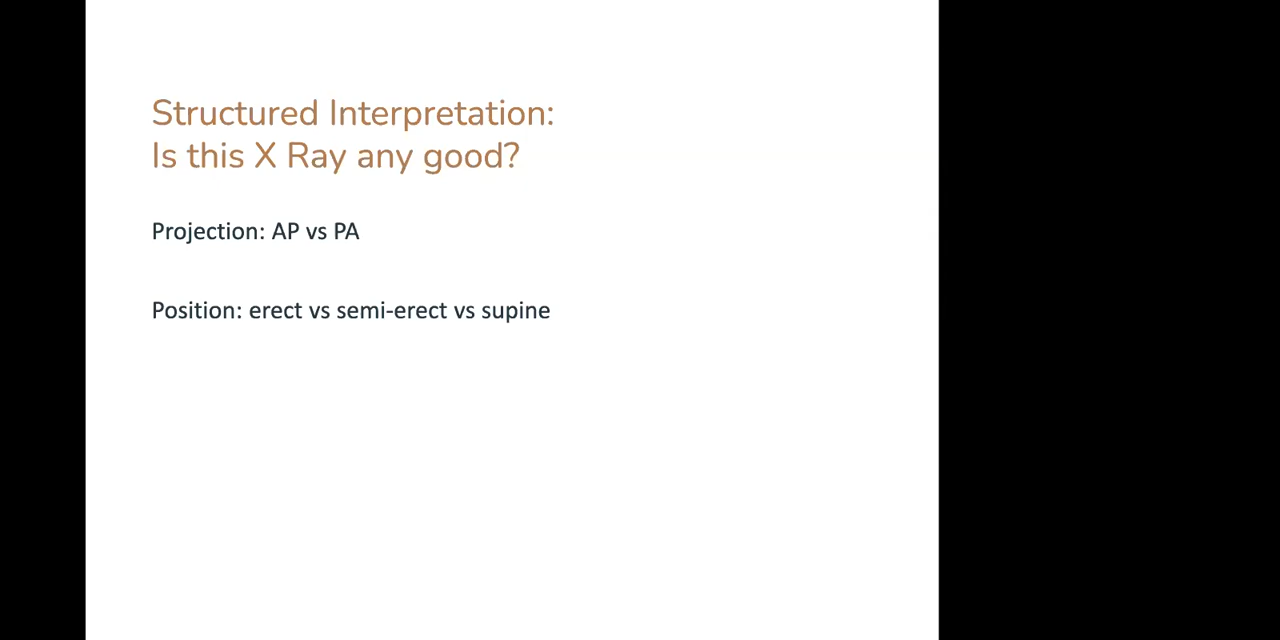 Structured Interpretation:
Is this X Ray any good?
Projection: AP vs PA
Position: erect vs semi-erect vs supine